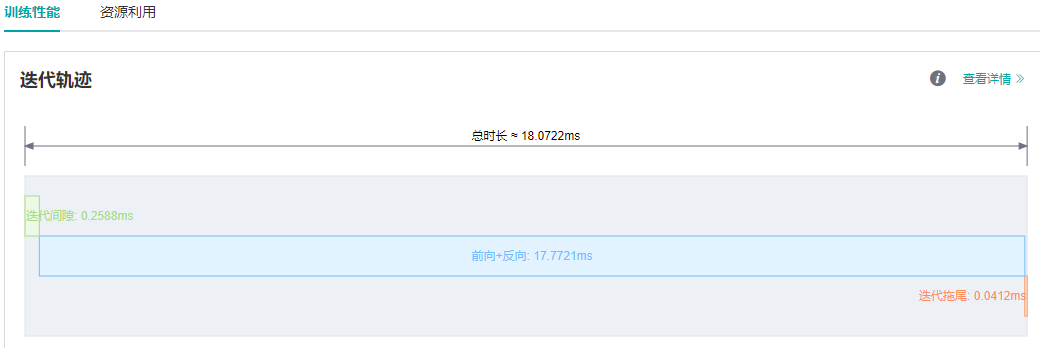 训练性能 资源利用
迭代轨迹
i 查看详情 »
总时长 ≈ 18.0722ms
迭代间隙: 0.2588ms
前向+反向: 17.7721ms
迭代拖尾: 0.0412ms